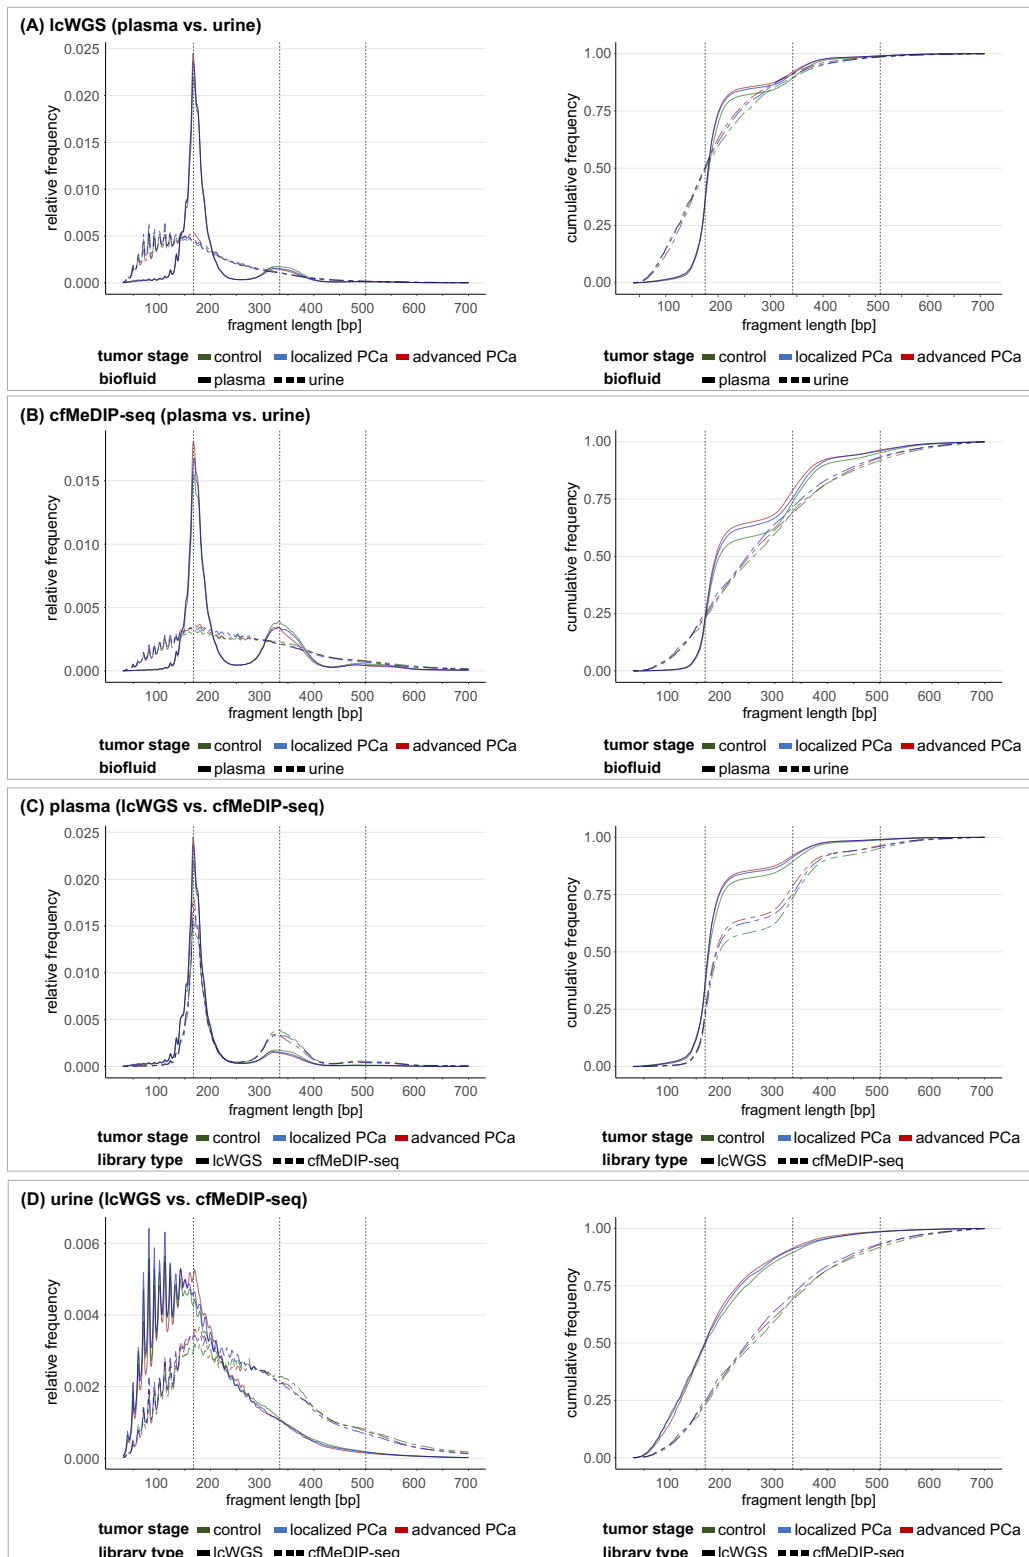 (A) lcWGS (plasma vs. urine)
relative frequency
0.025
0.020
0.015
0.010
0.005
0.000
100 200 300 400 500 600 700
fragment length [bp]
cumulative frequency
1.00
0.75
0.50
0.25
0.00
100 200 300 400 500 600 700
fragment length [bp]
tumor stage control localized PCa advanced PCa
biofluid plasma urine
tumor stage control localized PCa advanced PCa
biofluid plasma urine
(B) cfMeDIP-seq (plasma vs. urine)
relative frequency
0.015
0.010
0.005
0.000
100 200 300 400 500 600 700
fragment length [bp]
cumulative frequency
1.00
0.75
0.50
0.25
0.00
100 200 300 400 500 600 700
fragment length [bp]
tumor stage control localized PCa advanced PCa
biofluid plasma urine
tumor stage control localized PCa advanced PCa
biofluid plasma urine
(C) plasma (lcWGS vs. cfMeDIP-seq)
relative frequency
0.025
0.020
0.015
0.010
0.005
0.000
100 200 300 400 500 600 700
fragment length [bp]
cumulative frequency
1.00
0.75
0.50
0.25
0.00
100 200 300 400 500 600 700
fragment length [bp]
tumor stage control localized PCa advanced PCa
library type lcWGS cfMeDIP-seq
tumor stage control localized PCa advanced PCa
library type lcWGS cfMeDIP-seq
(D) urine (lcWGS vs. cfMeDIP-seq)
relative frequency
0.006
0.004
0.002
0.000
100 200 300 400 500 600 700
fragment length [bp]
cumulative frequency
1.00
0.75
0.50
0.25
0.00
100 200 300 400 500 600 700
fragment length [bp]
tumor stage control localized PCa advanced PCa
library type lcWGS cfMeDIP-seq
tumor stage control localized PCa advanced PCa
library type lcWGS cfMeDIP-seq